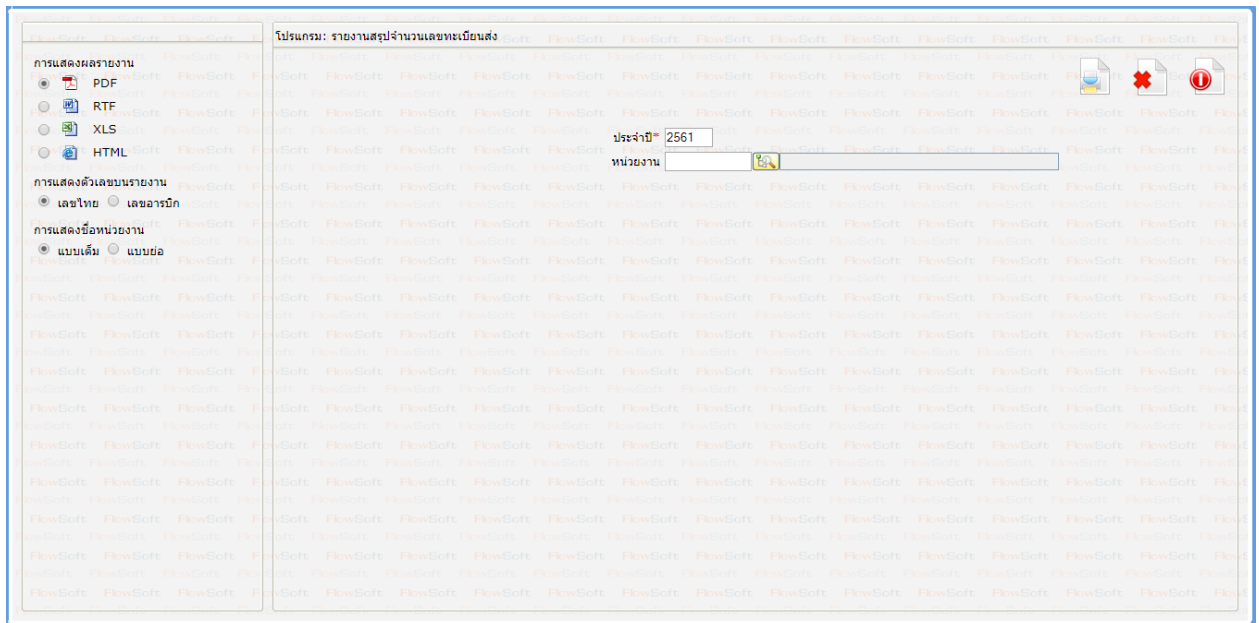 โปรแกรม: รายงานสรุปจำนวนเลขทะเบียนส่ง
การแสดงผลรายงาน
PDF
RTF
XLS
HTML
การแสดงตัวเลขบนรายงาน
เลขไทย เลขอารบิก
การแสดงชื่อหน่วยงาน
แบบเต็ม แบบย่อ
ประจำปี* 2561
หน่วยงาน
FlowSoft